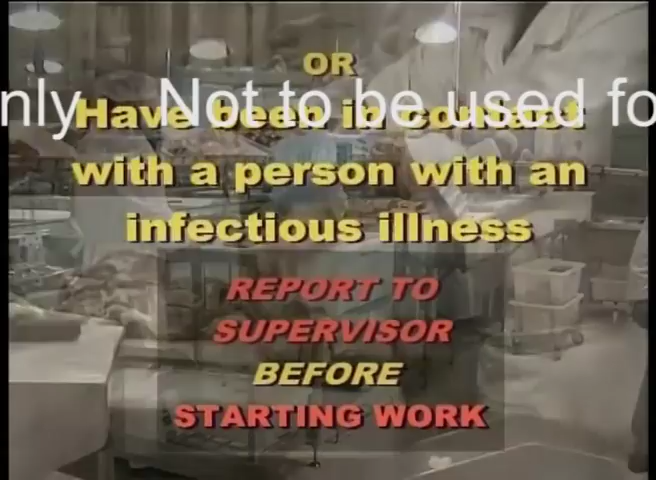 OR
nly Not to be used fo
Have been in contact
with a person with an
infectious illness
REPORT TO
SUPERVISOR
BEFORE
STARTING WORK